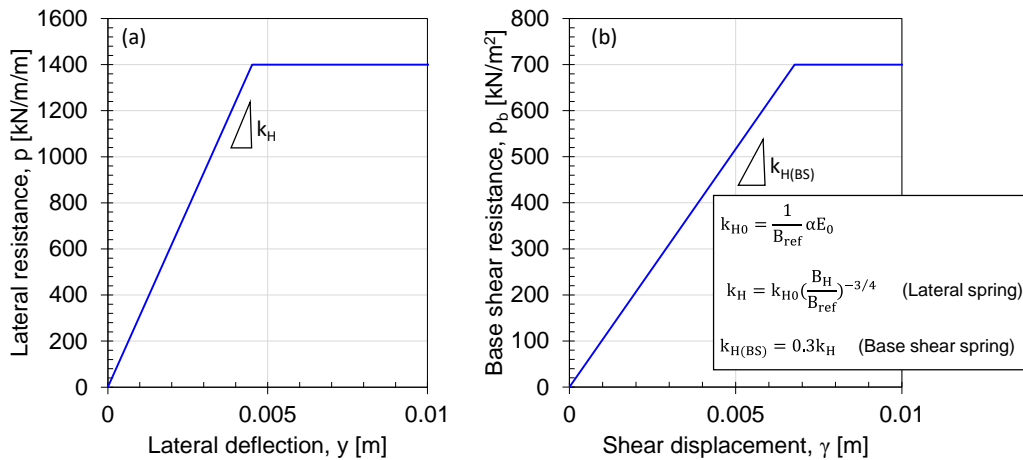 (a)
Lateral resistance, p [kN/m/m]
1600
1400
1200
1000
800
600
400
200
0
k_H
0 0.005 0.01
Lateral deflection, y [m]
(b)
Base shear resistance, p_b [kN/m²]
800
700
600
500
400
300
200
100
0
k_H(BS)
k_H0 = 1/B_ref αE_0
k_H = k_H0(B_H/B_ref)^−3/4 (Lateral spring)
k_H(BS) = 0.3k_H (Base shear spring)
0 0.005 0.01
Shear displacement, γ [m]